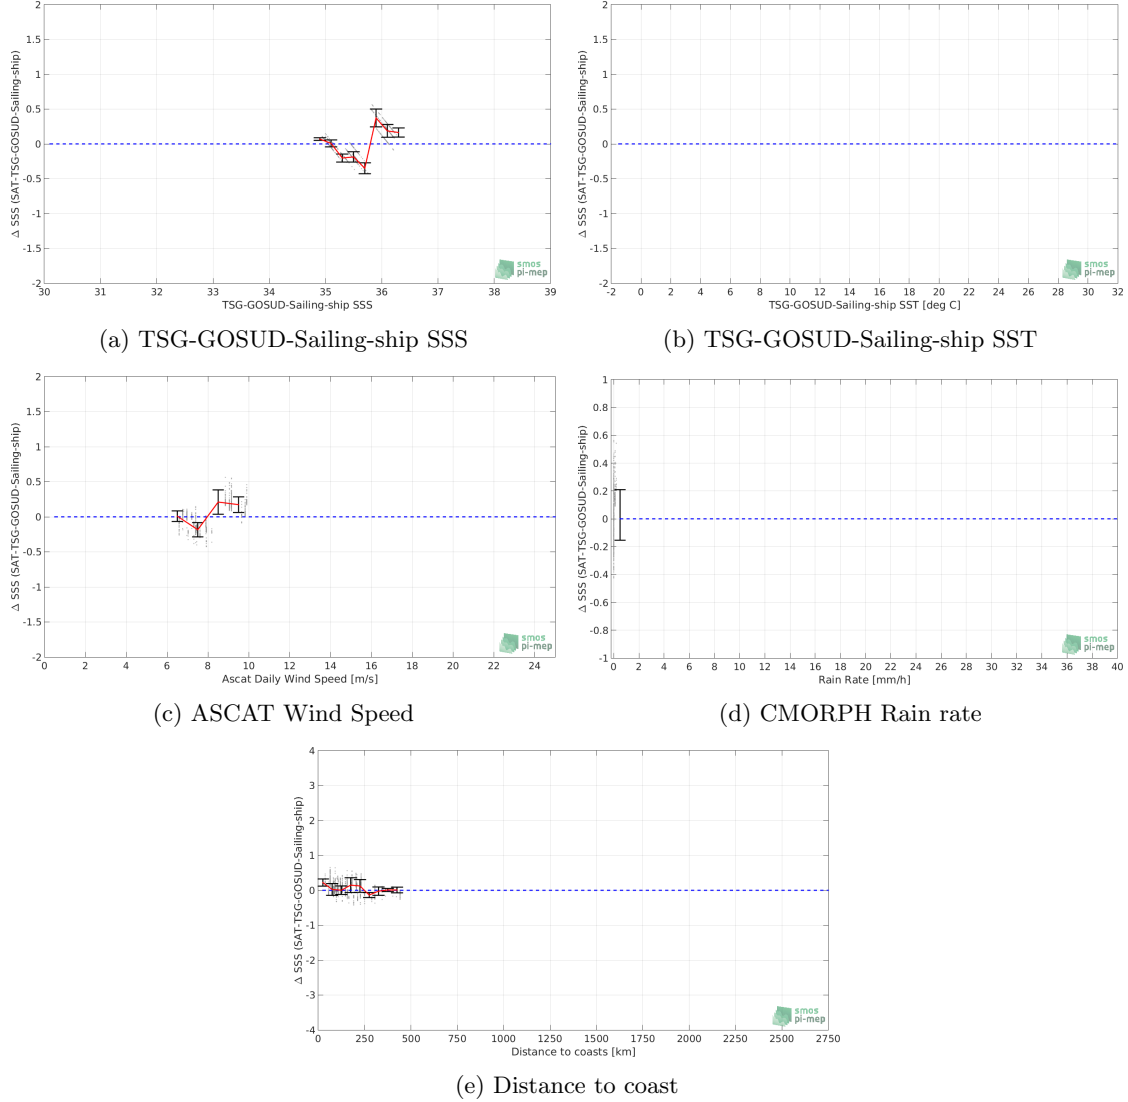 2
1.5
1
0.5
0
-0.5
-1
-1.5
-2
30 31 32 33 34 35 36 37 38 39
Δ SSS (SAT-TSG-GOSUD-Sailing-ship)
TSG-GOSUD-Sailing-ship SSS
smos
pi-mep
(a) TSG-GOSUD-Sailing-ship SSS
2
1.5
1
0.5
0
-0.5
-1
-1.5
-2
-2 0 2 4 6 8 10 12 14 16 18 20 22 24 26 28 30 32
Δ SSS (SAT-TSG-GOSUD-Sailing-ship)
TSG-GOSUD-Sailing-ship SST [deg C]
smos
pi-mep
(b) TSG-GOSUD-Sailing-ship SST
2
1.5
1
0.5
0
-0.5
-1
-1.5
-2
0 2 4 6 8 10 12 14 16 18 20 22 24
Δ SSS (SAT-TSG-GOSUD-Sailing-ship)
Ascat Daily Wind Speed [m/s]
smos
pi-mep
(c) ASCAT Wind Speed
1
0.8
0.6
0.4
0.2
0
-0.2
-0.4
-0.6
-0.8
-1
0 2 4 6 8 10 12 14 16 18 20 22 24 26 28 30 32 34 36 38 40
Δ SSS (SAT-TSG-GOSUD-Sailing-ship)
Rain Rate [mm/h]
smos
pi-mep
(d) CMORPH Rain rate
4
3
2
1
0
-1
-2
-3
-4
0 250 500 750 1000 1250 1500 1750 2000 2250 2500 2750
Δ SSS (SAT-TSG-GOSUD-Sailing-ship)
Distance to coasts [km]
smos
pi-mep
(e) Distance to coast